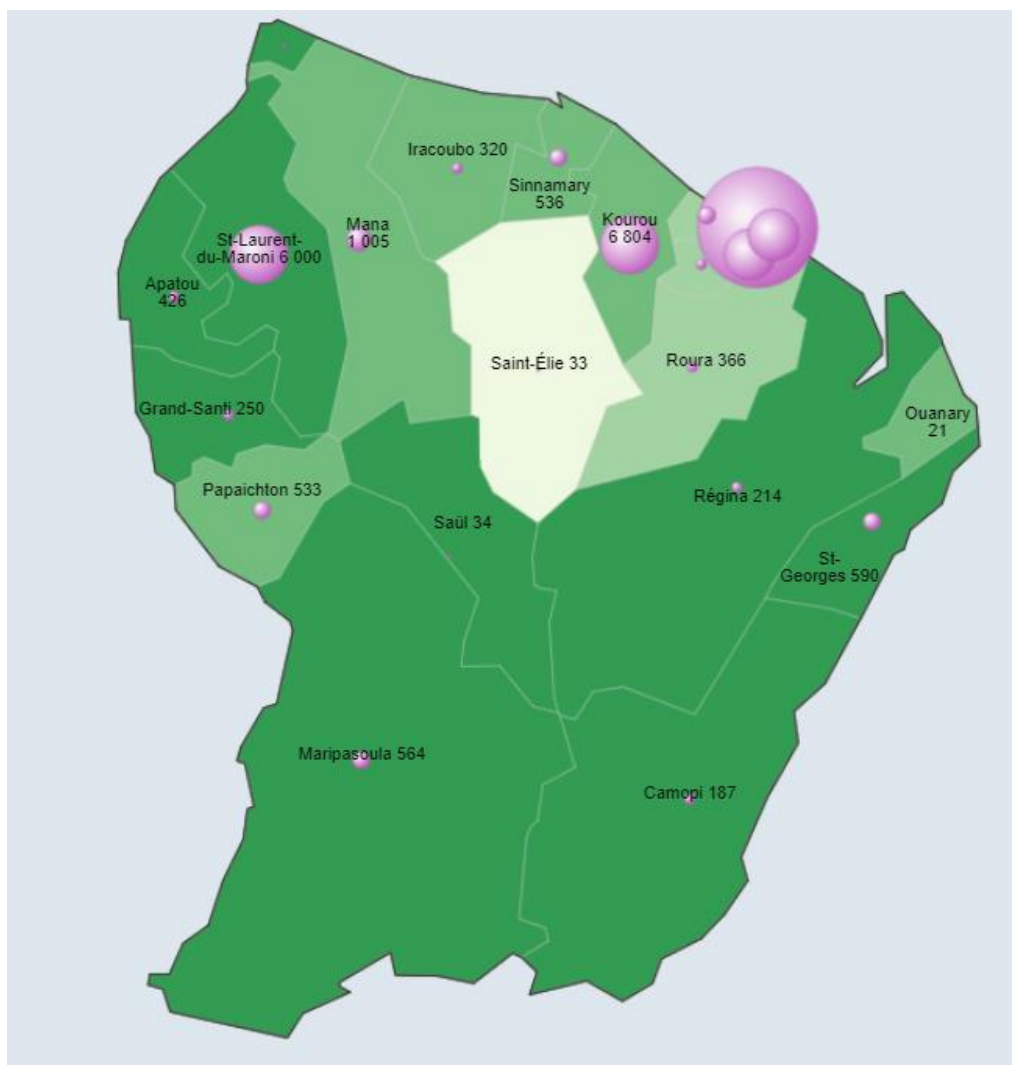 Iracoubo 320
Sinnamary
536
Mana
1 005
Kourou
6 804
St-Laurent-
du-Maroni 6 000
Apatou
426
Saint-Élie 33
Roura 366
Grand-Santi 250
Ouanary
21
Papaichton 533
Régina 214
Saül 34
St-
Georges 590
Maripasoula 564
Camopi 187